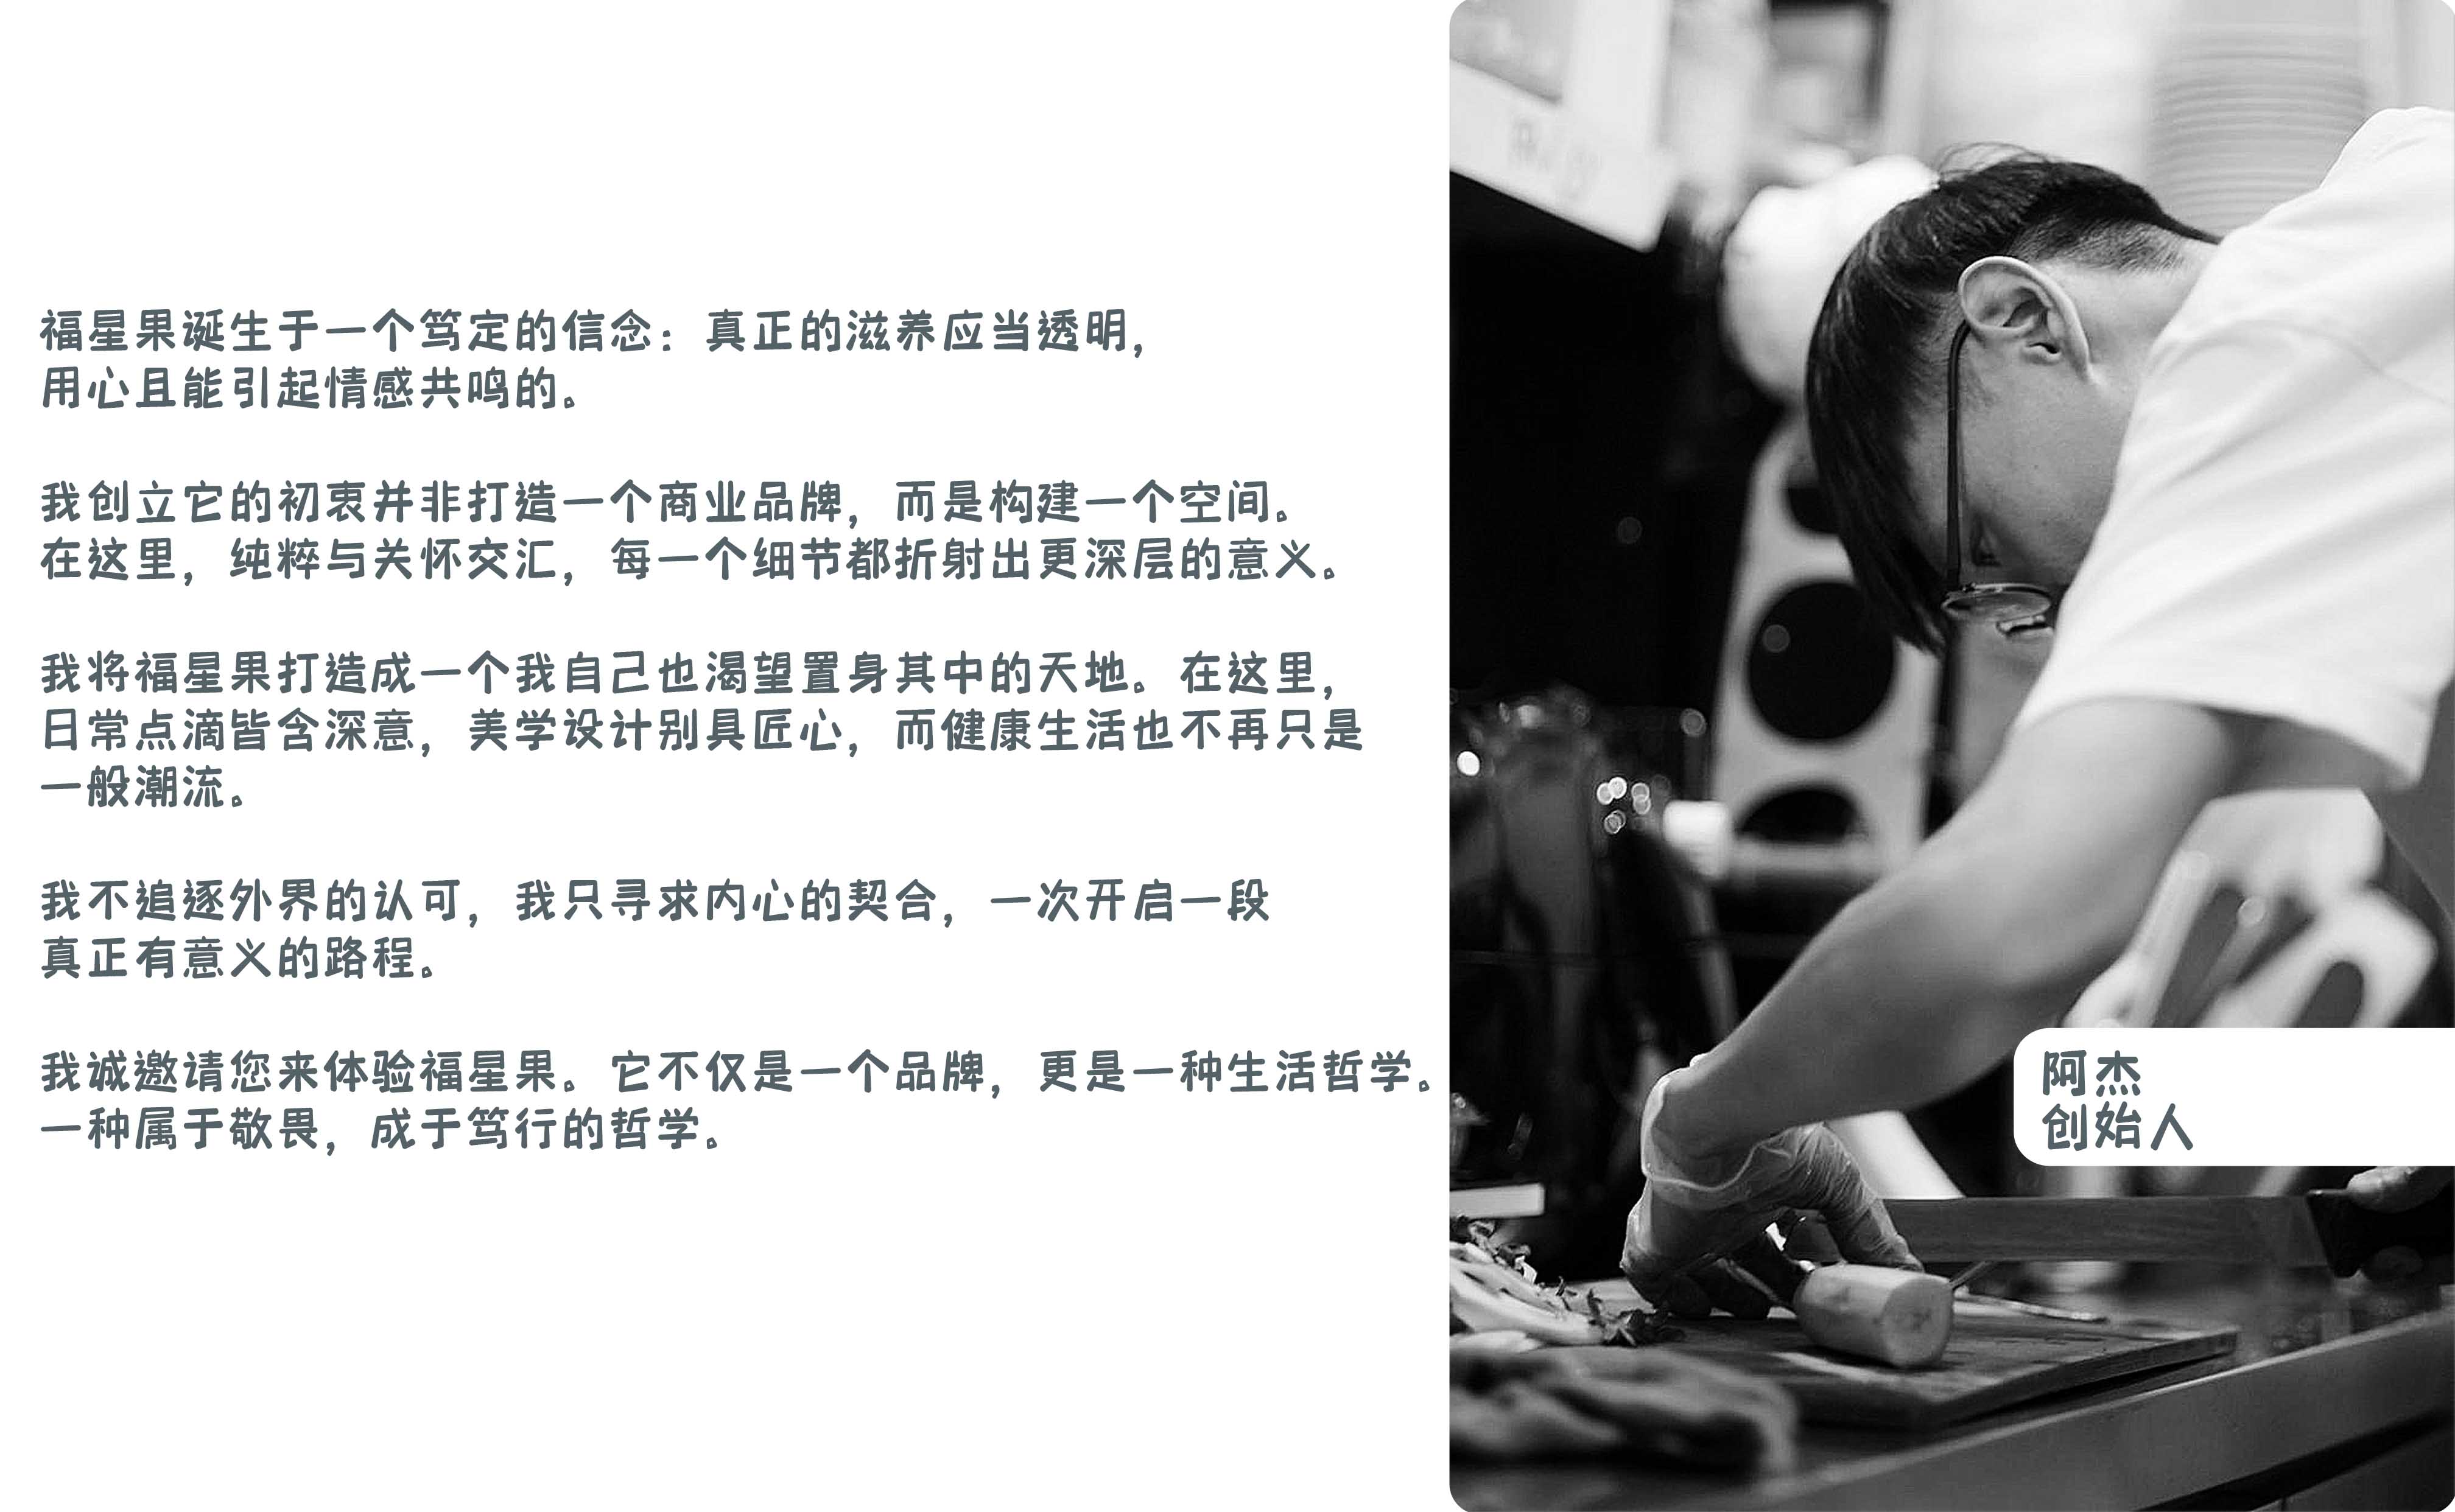 福星果诞生于一个笃定的信念：真正的滋养应当透明，
用心且能引起情感共鸣的。
我创立它的初衷并非打造一个商业品牌，而是构建一个空间。
在这里，纯粹与关怀交汇，每一个细节都折射出更深层的意义。
我将福星果打造成一个我自己也渴望置身其中的天地。在这里，
日常点滴皆含深意，美学设计别具匠心，而健康生活也不再只是
一般潮流。
我不追逐外界的认可，我只寻求内心的契合，一次开启一段
真正有意义的路程。
我诚邀请您来体验福星果。它不仅是一个品牌，更是一种生活哲学。
一种属于敬畏，成于笃行的哲学。
阿杰
创始人